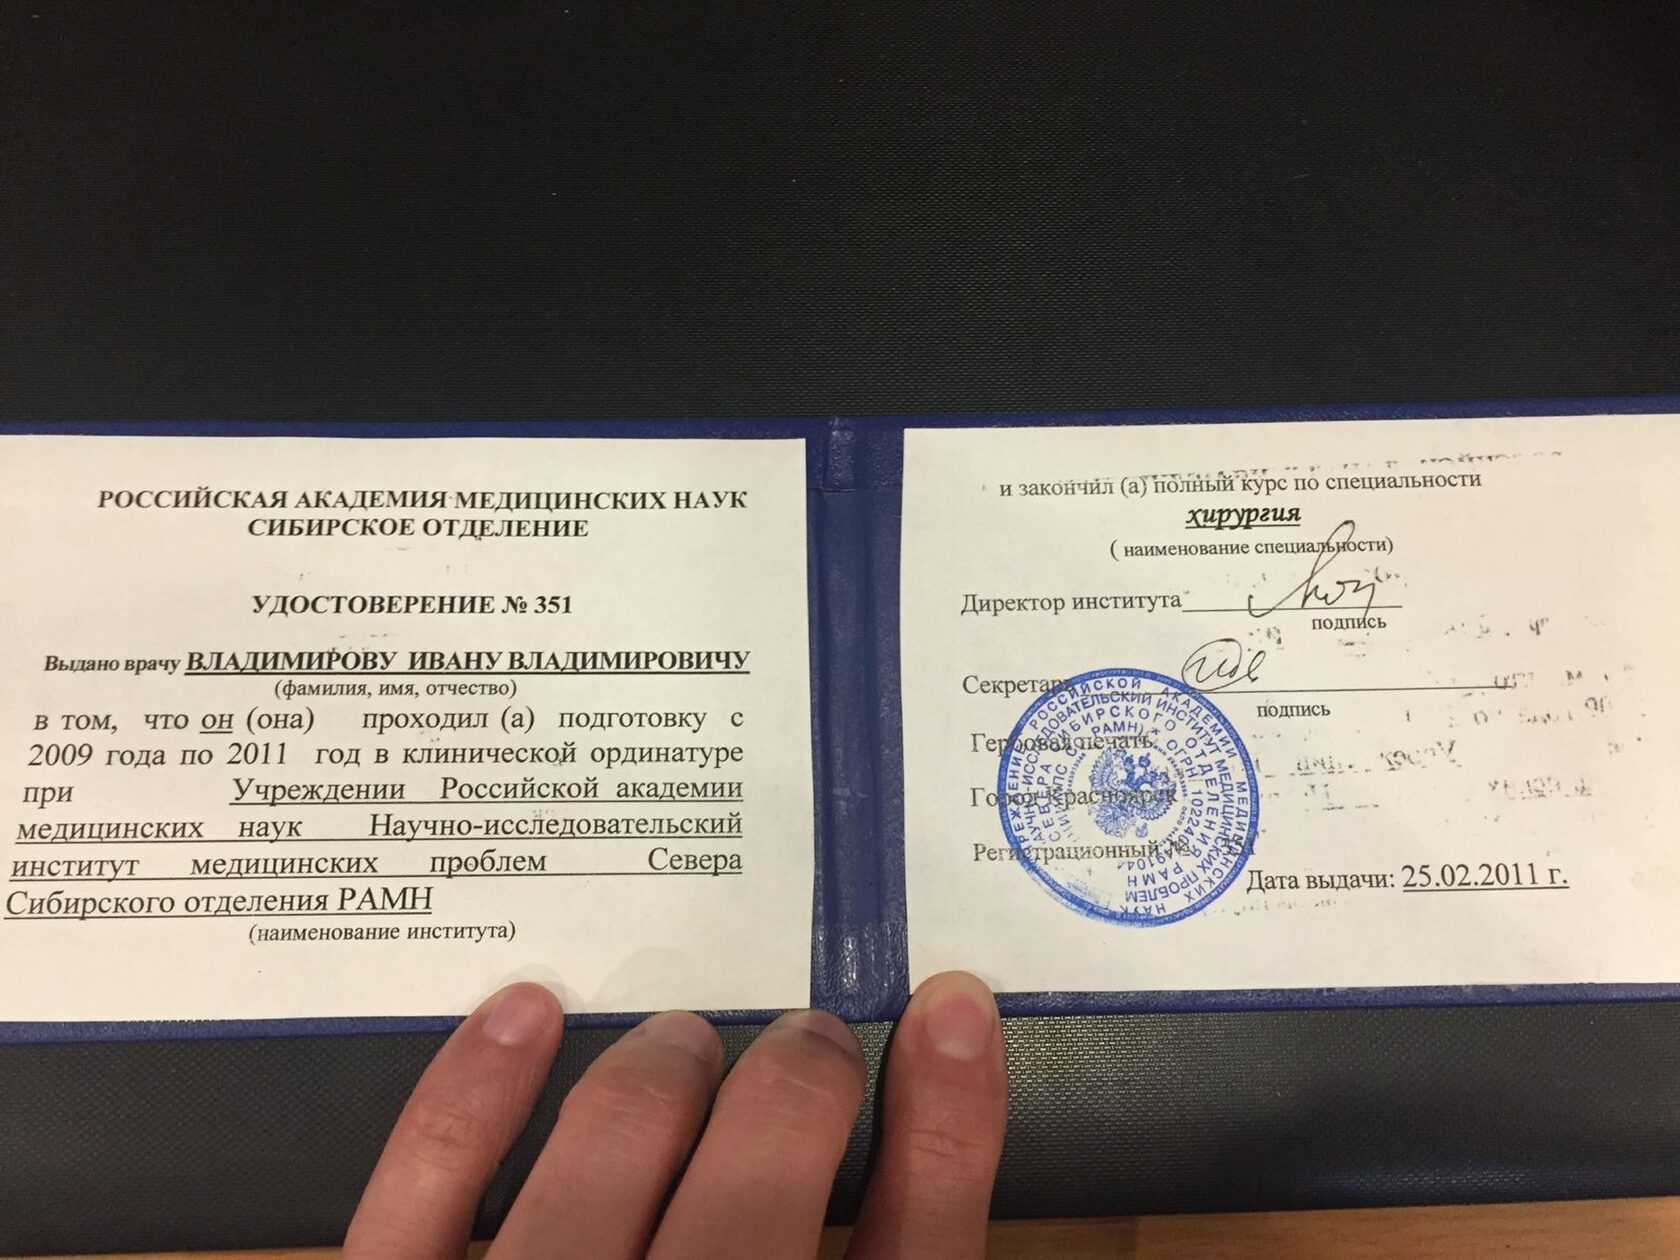 РОССИЙСКАЯ АКАДЕМИЯ МЕДИЦИНСКИХ НАУК
СИБИРСКОЕ ОТДЕЛЕНИЕ
УДОСТОВЕРЕНИЕ № 351
Выдано врачу ВЛАДИМИРОВУ ИВАНУ ВЛАДИМИРОВИЧУ
(фамилия, имя, отчество)
в том, что он (она) проходил (а) подготовку с
2009 года по 2011 год в клинической ординатуре
при Учреждении Российской академии
медицинских наук Научно-исследовательский
институт медицинских проблем Севера
Сибирского отделения РАМН
(наименование института)
и закончил (а) полный курс по специальности
хирургия
( наименование специальности)
Директор института
подпись
Секретарь
подпись
Гербовая печать
Город Красноярск
Регистрационный №
Дата выдачи: 25.02.2011 г.